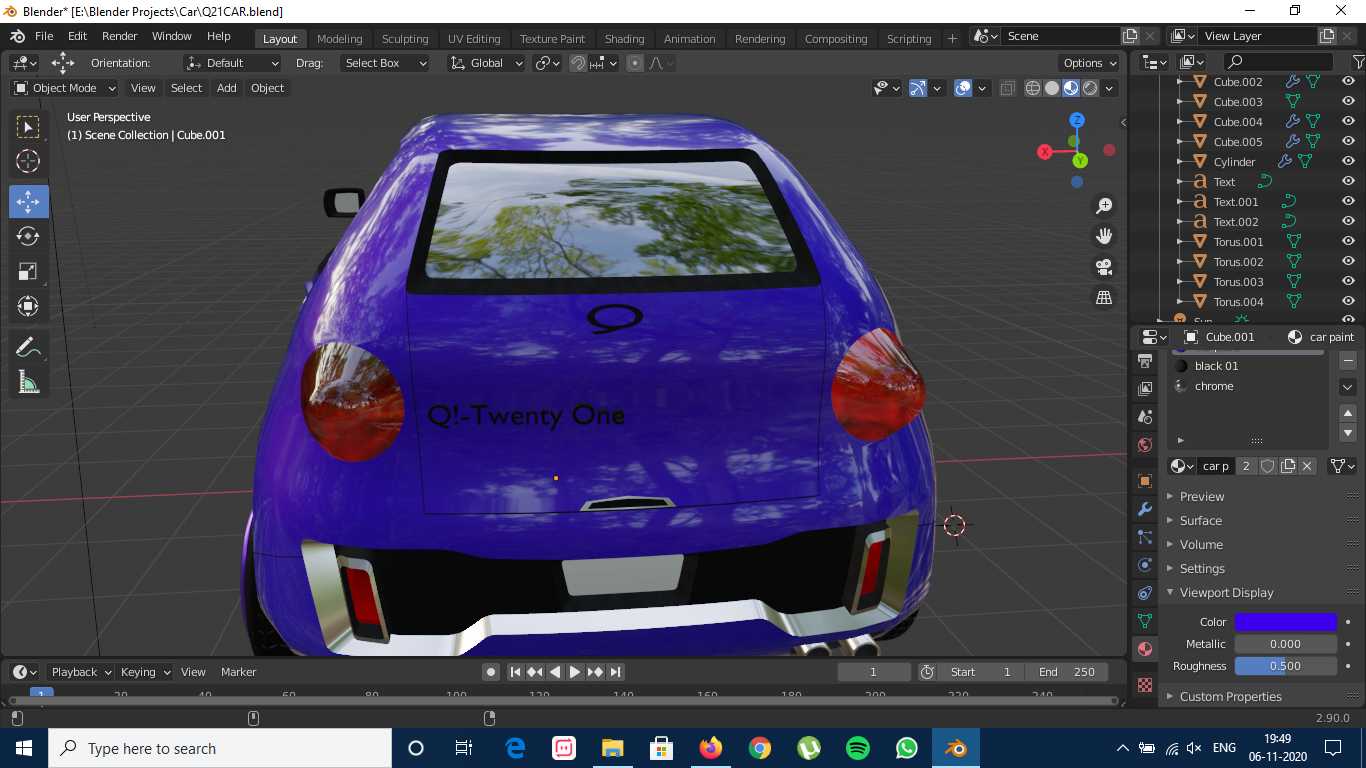 Blender* [E:\Blender Projects\Car\Q21CAR.blend]
File Edit Render Window Help Layout Modeling Sculpting UV Editing Texture Paint Shading Animation Rendering Compositing Scripting + Scene View Layer
Orientation: Default Drag: Select Box Global Options
Object Mode View Select Add Object
User Perspective
(1) Scene Collection | Cube.001
Z
X
Y
Q!-Twenty One
Cube.002
Cube.003
Cube.004
Cube.005
Cylinder
Text
Text.001
Text.002
Torus.001
Torus.002
Torus.003
Torus.004
Sun
Cube.001 car paint
black 01
chrome
car p 2
Preview
Surface
Volume
Settings
Viewport Display
Color
Metallic 0.000
Roughness 0.500
Custom Properties
Playback Keying View Marker 1 Start 1 End 250
1 20 40 60 80 100 120 140 160 180 200 220 240
2.90.0
Type here to search
ENG
19:49
06-11-2020